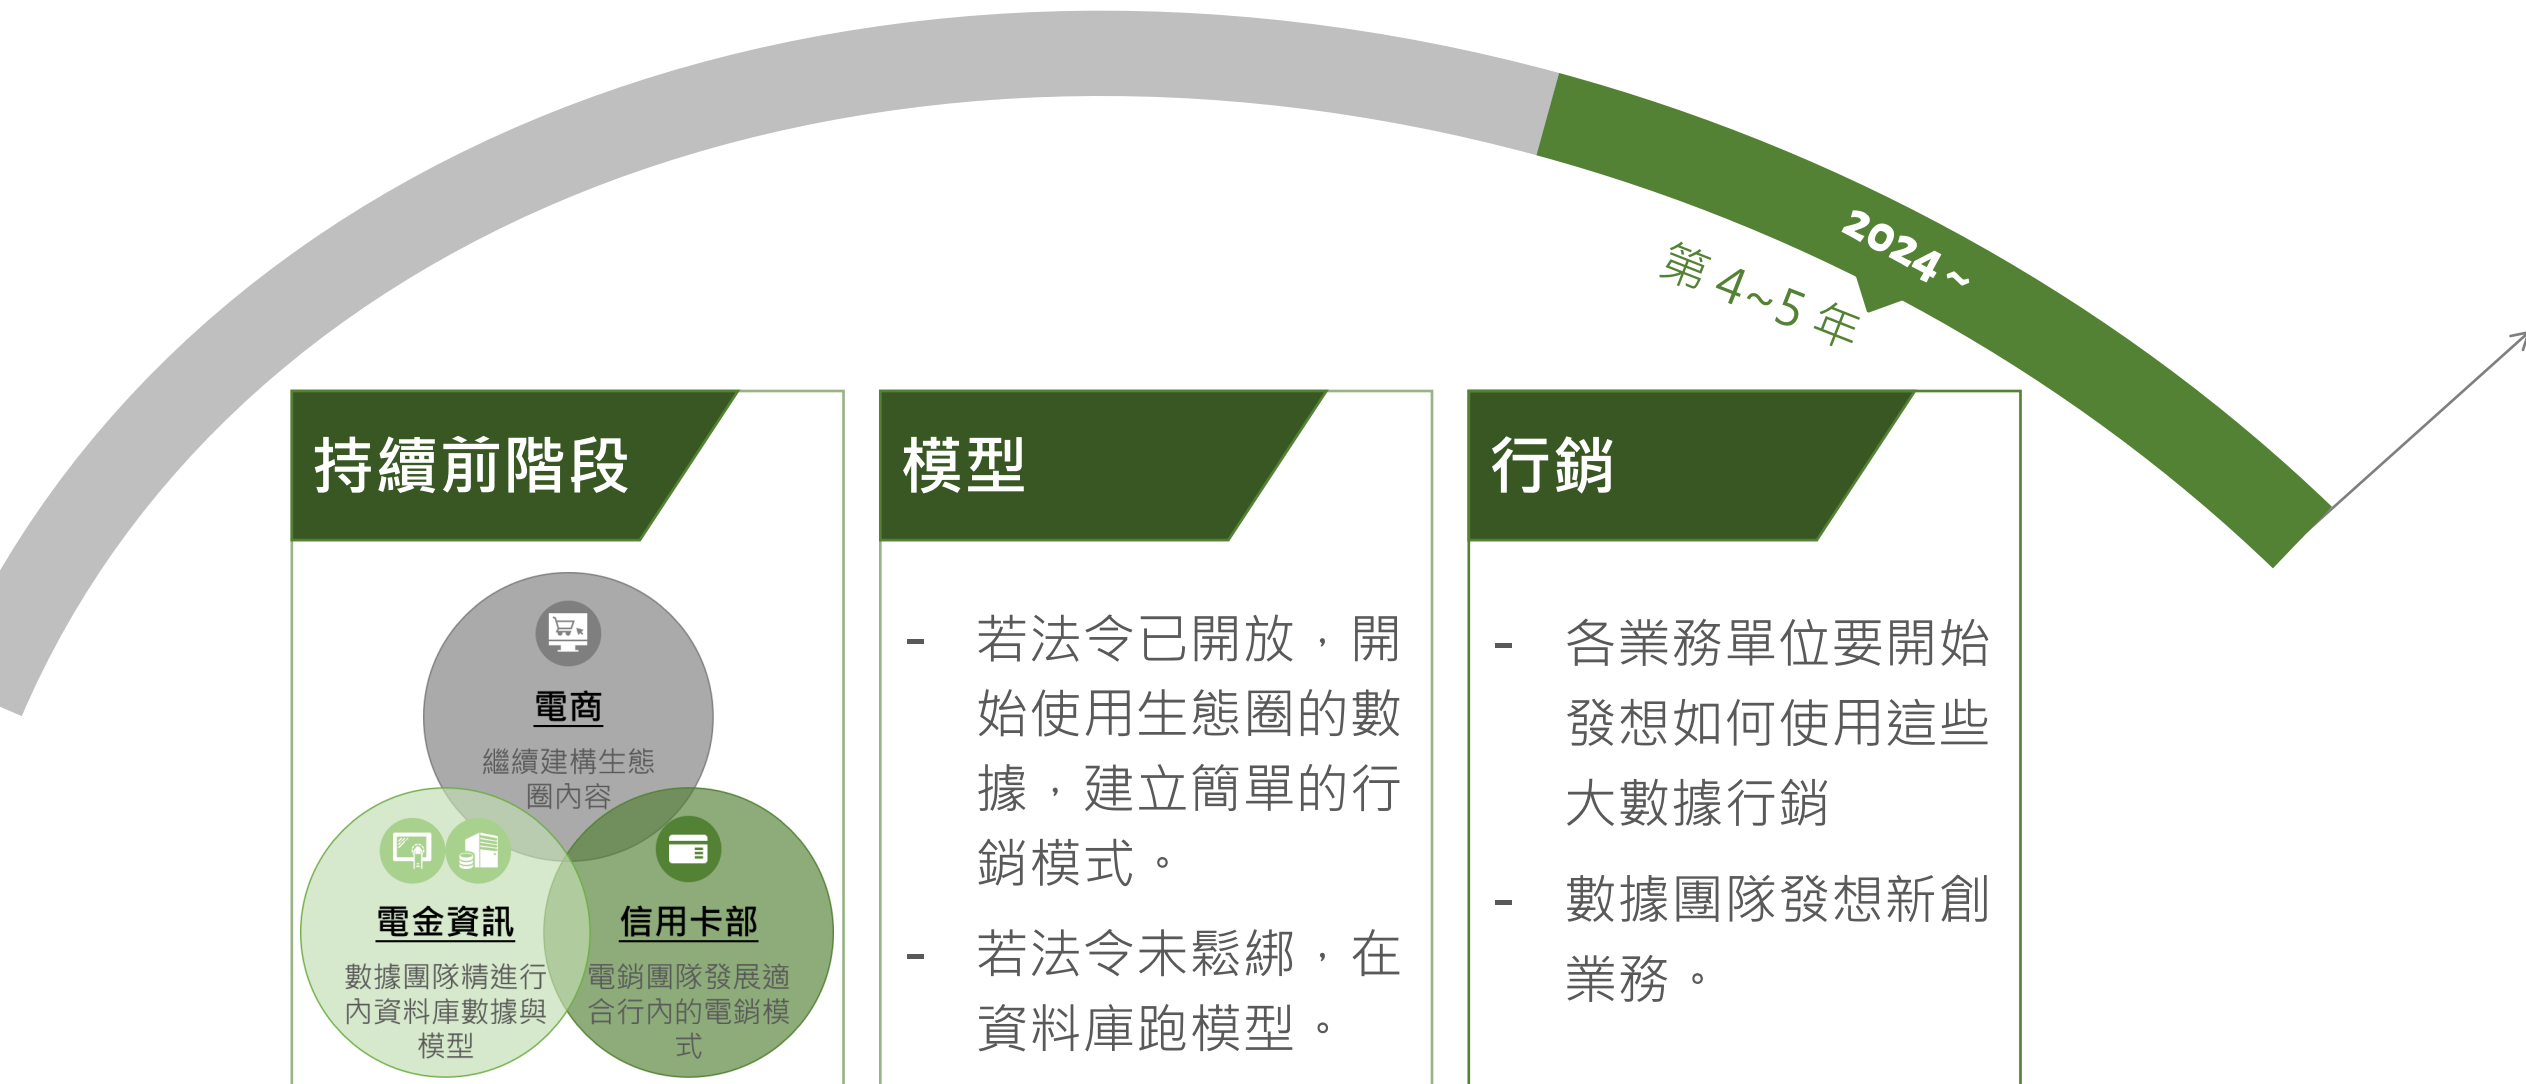 2024 ~
第 4~5 年
持續前階段
電商
繼續建構生態
圈內容
電金資訊
數據團隊精進行
內資料庫數據與
模型
信用卡部
電銷團隊發展適
合行內的電銷模
式
模型
- 若法令已開放，開
始使用生態圈的數
據，建立簡單的行
銷模式。
- 若法令未鬆綁，在
資料庫跑模型。
行銷
- 各業務單位要開始
發想如何使用這些
大數據行銷
- 數據團隊發想新創
業務。